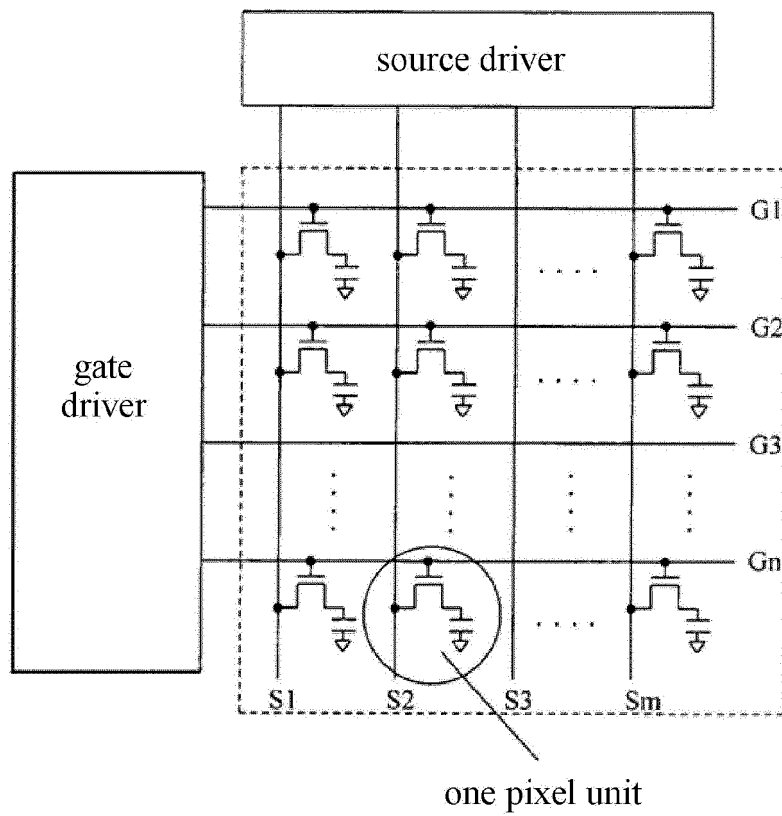 source driver
G1
G2
gate
driver
G3
Gn
S1 S2 S3 Sm
one pixel unit